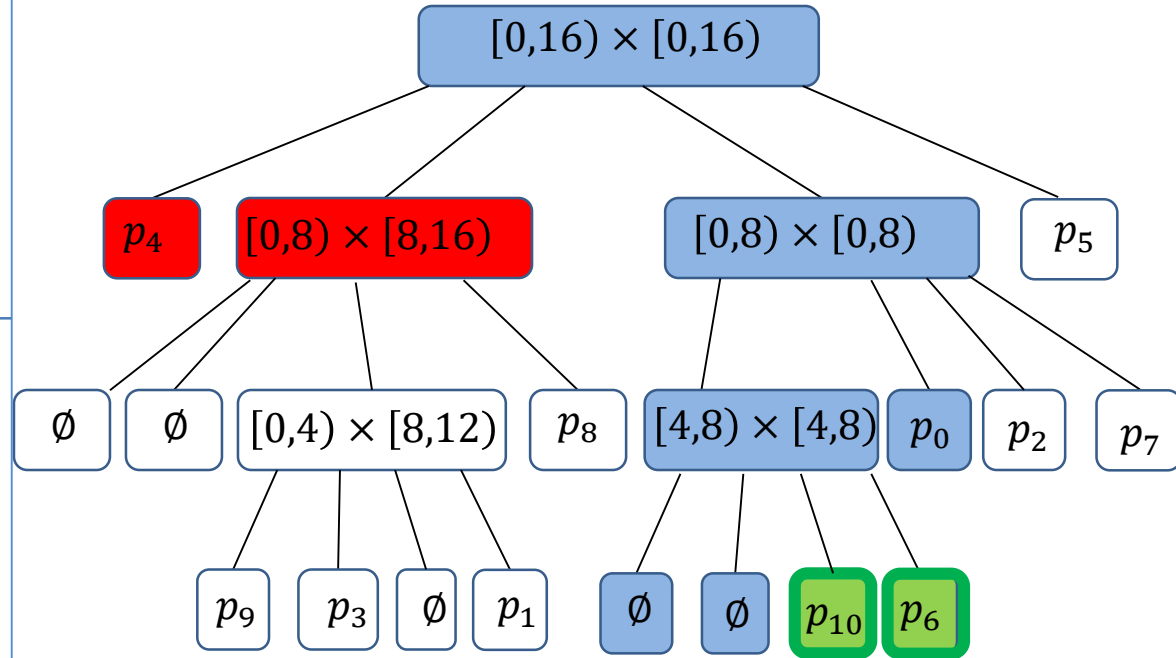 [0,16) × [0,16)
p₄ [0,8) × [8,16) [0,8) × [0,8) p₅
∅ ∅ [0,4) × [8,12) p₈ [4,8) × [4,8) p₀ p₂ p₇
p₉ p₃ ∅ p₁ ∅ ∅ p₁₀ p₆